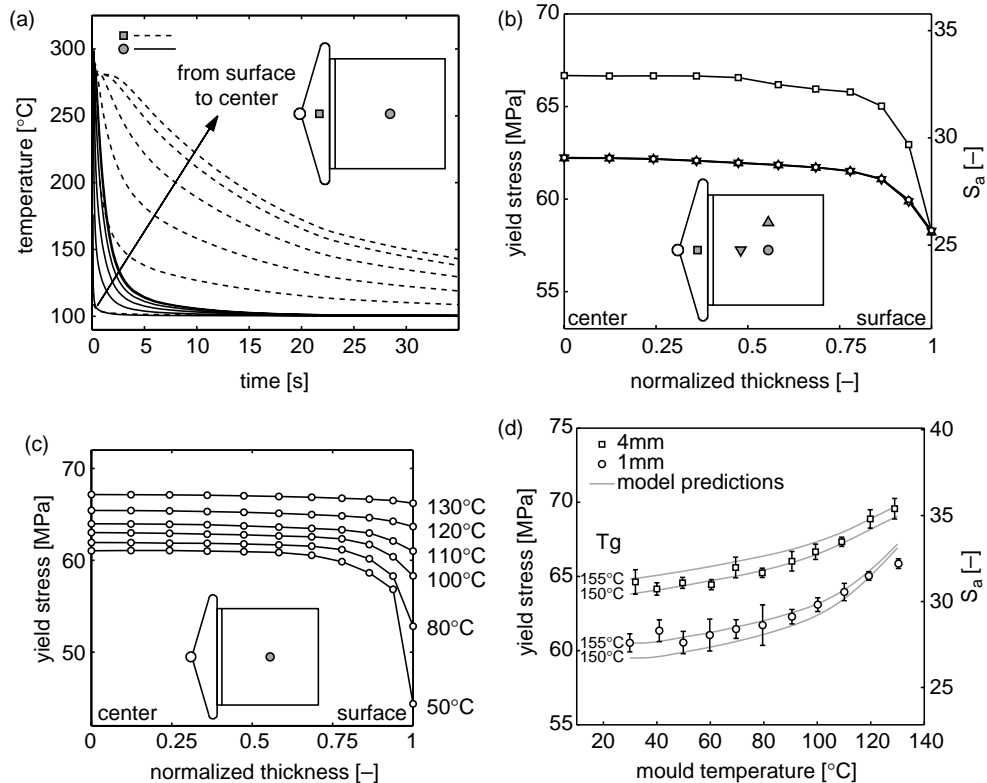 (a)
300
250
200
150
100
temperature [°C]
from surface
to center
0
5
10
15
20
25
30
time [s]
(b)
70
65
60
55
yield stress [MPa]
35
30
25
S_a [–]
center
surface
0
0.25
0.5
0.75
1
normalized thickness [–]
(c)
70
60
50
yield stress [MPa]
130°C
120°C
110°C
100°C
80°C
50°C
center
surface
0
0.25
0.5
0.75
1
normalized thickness [–]
(d)
75
70
65
60
55
yield stress [MPa]
4mm
1mm
model predictions
Tg
155°C
150°C
155°C
150°C
40
35
30
25
S_a [–]
20
40
60
80
100
120
140
mould temperature [°C]